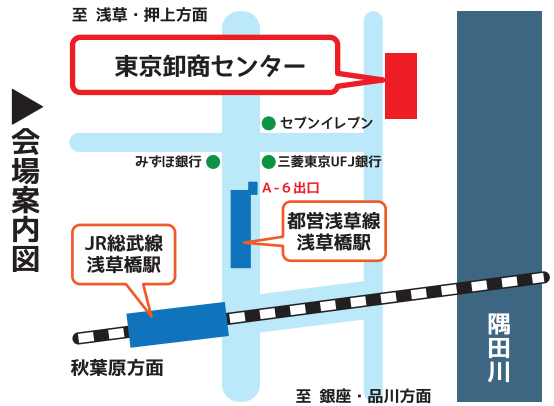 至 浅草・押上方面
東京卸商センター
▶会場案内図
セブンイレブン
みずほ銀行
三菱東京UFJ銀行
A-6出口
都営浅草線
浅草橋駅
JR総武線
浅草橋駅
隅田川
秋葉原方面
至 銀座・品川方面